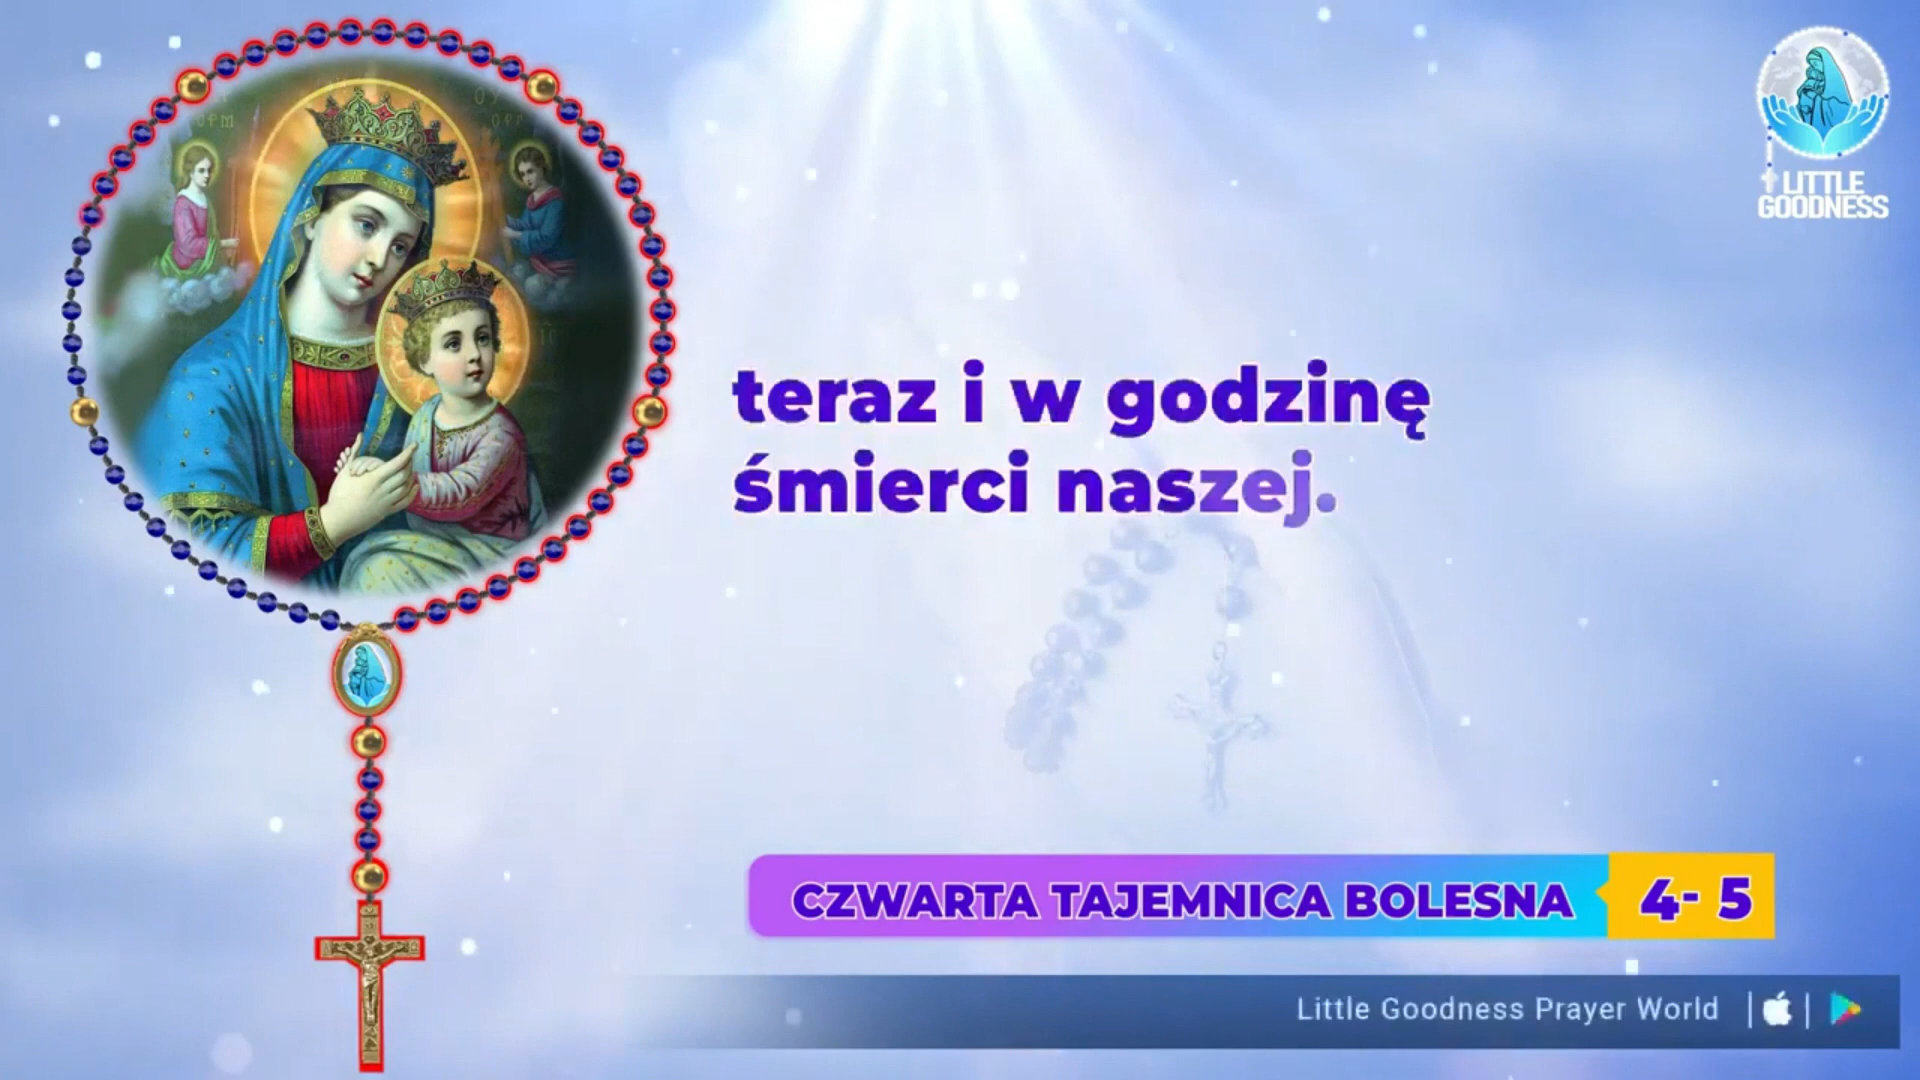 LITTLE
GOODNESS
teraz i w godzinę
śmierci naszej.
CZWARTA TAJEMNICA BOLESNA 4- 5
Little Goodness Prayer World